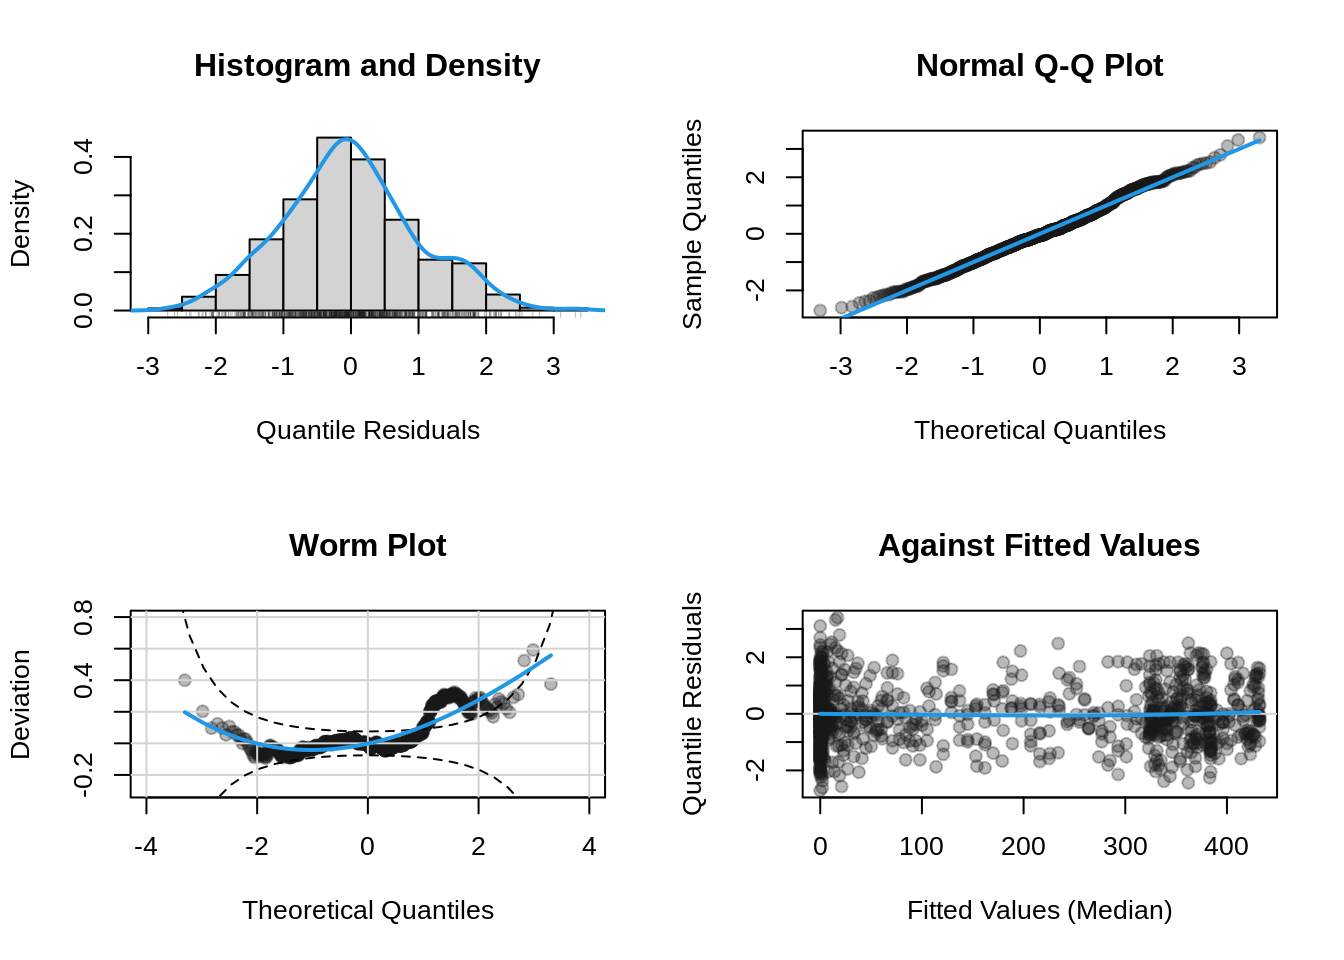 Histogram and Density
Density
0.0 0.2 0.4
-3 -2 -1 0 1 2 3
Quantile Residuals
Normal Q-Q Plot
Sample Quantiles
-2 0 2
-3 -2 -1 0 1 2 3
Theoretical Quantiles
Worm Plot
Deviation
-0.2 0.4 0.8
-4 -2 0 2 4
Theoretical Quantiles
Against Fitted Values
Quantile Residuals
-2 0 2
0 100 200 300 400
Fitted Values (Median)